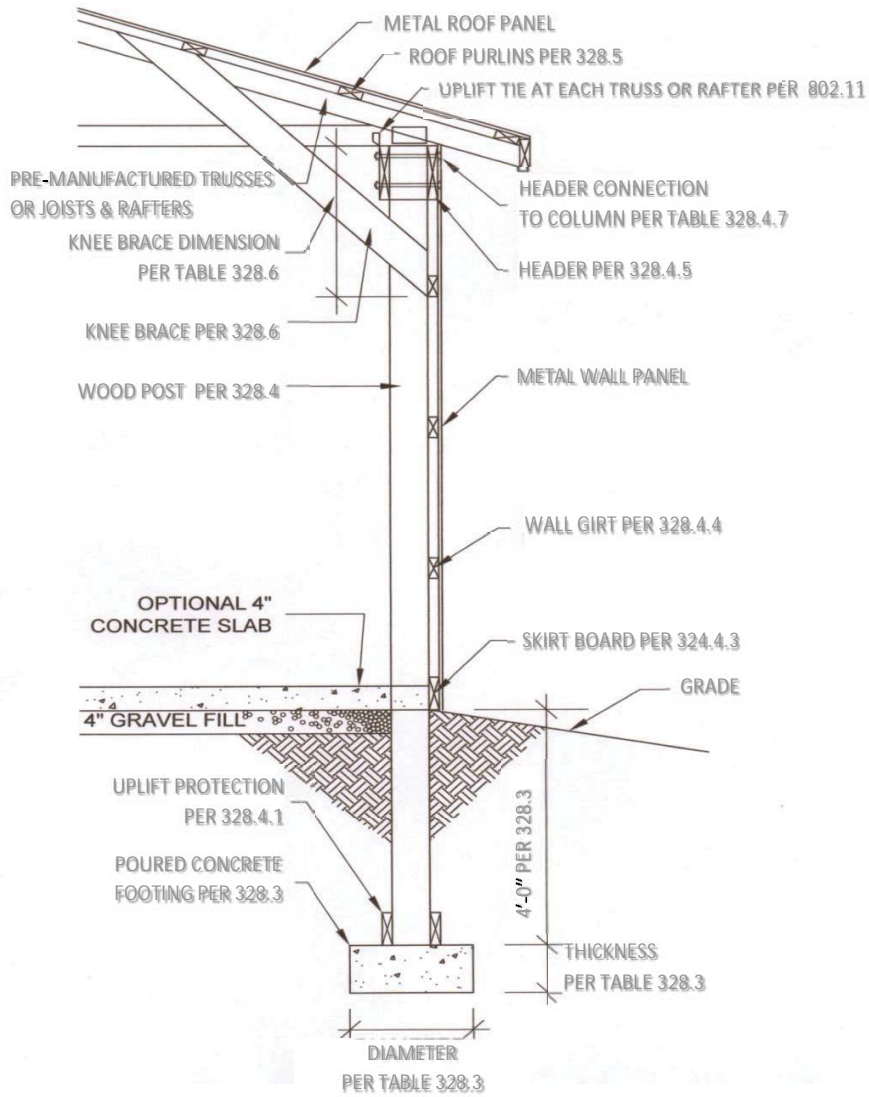 METAL ROOF PANEL
ROOF PURLINS PER 328.5
UPLIFT TIE AT EACH TRUSS OR RAFTER PER 802.11
PRE-MANUFACTURED TRUSSES
OR JOISTS & RAFTERS
HEADER CONNECTION
TO COLUMN PER TABLE 328.4.7
KNEE BRACE DIMENSION
PER TABLE 328.6
HEADER PER 328.4.5
KNEE BRACE PER 328.6
METAL WALL PANEL
WOOD POST PER 328.4
WALL GIRT PER 328.4.4
OPTIONAL 4"
CONCRETE SLAB
SKIRT BOARD PER 324.4.3
GRADE
4" GRAVEL FILL
UPLIFT PROTECTION
PER 328.4.1
4'-0" PER 328.3
POURED CONCRETE
FOOTING PER 328.3
THICKNESS
PER TABLE 328.3
DIAMETER
PER TABLE 328.3